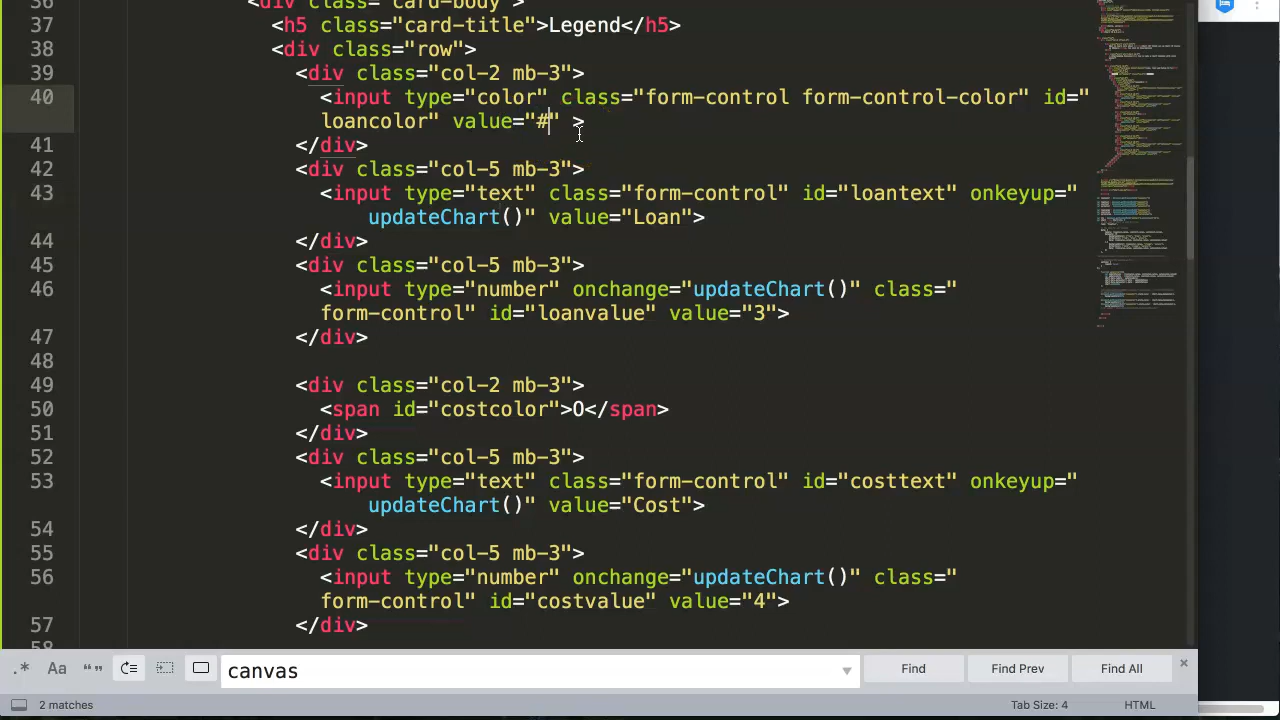 36 <div class="card-body">
37 <h5 class="card-title">Legend</h5>
38 <div class="row">
39 <div class="col-2 mb-3">
40 <input type="color" class="form-control form-control-color" id="
loancolor" value="#" >
41 </div>
42 <div class="col-5 mb-3">
43 <input type="text" class="form-control" id="loantext" onkeyup="
updateChart()" value="Loan">
44 </div>
45 <div class="col-5 mb-3">
46 <input type="number" onchange="updateChart()" class="
form-control" id="loanvalue" value="3">
47 </div>
48
49 <div class="col-2 mb-3">
50 <span id="costcolor">O</span>
51 </div>
52 <div class="col-5 mb-3">
53 <input type="text" class="form-control" id="costtext" onkeyup="
updateChart()" value="Cost">
54 </div>
55 <div class="col-5 mb-3">
56 <input type="number" onchange="updateChart()" class="
form-control" id="costvalue" value="4">
57 </div>
58
.* Aa “” canvas Find Find Prev Find All
2 matches Tab Size: 4 HTML